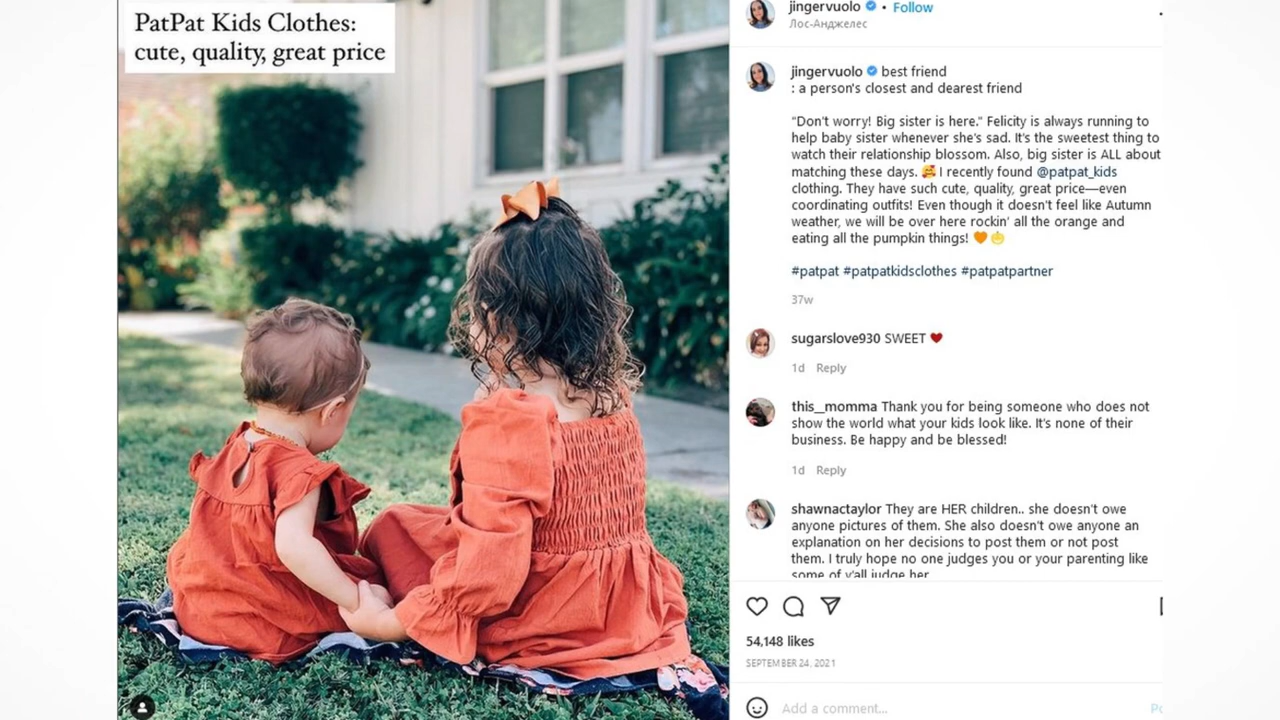 PatPat Kids Clothes:
cute, quality, great price
jingervuolo • Follow
Лос-Анджелес
jingervuolo best friend
: a person's closest and dearest friend
“Don't worry! Big sister is here.” Felicity is always running to
help baby sister whenever she's sad. It's the sweetest thing to
watch their relationship blossom. Also, big sister is ALL about
matching these days. 🥰 I recently found @patpat_kids
clothing. They have such cute, quality, great price—even
coordinating outfits! Even though it doesn't feel like Autumn
weather, we will be over here rockin' all the orange and
eating all the pumpkin things! 🧡🎃
#patpat #patpatkidsclothes #patpatpartner
37w
sugarslove930 SWEET ❤️
1d Reply
this__momma Thank you for being someone who does not
show the world what your kids look like. It's none of their
business. Be happy and be blessed!
1d Reply
shawnactaylor They are HER children.. she doesn't owe
anyone pictures of them. She also doesn't owe anyone an
explanation on her decisions to post them or not post
them. I truly hope no one judges you or your parenting like
some of y'all judge her
54,148 likes
SEPTEMBER 24, 2021
Add a comment...
Po